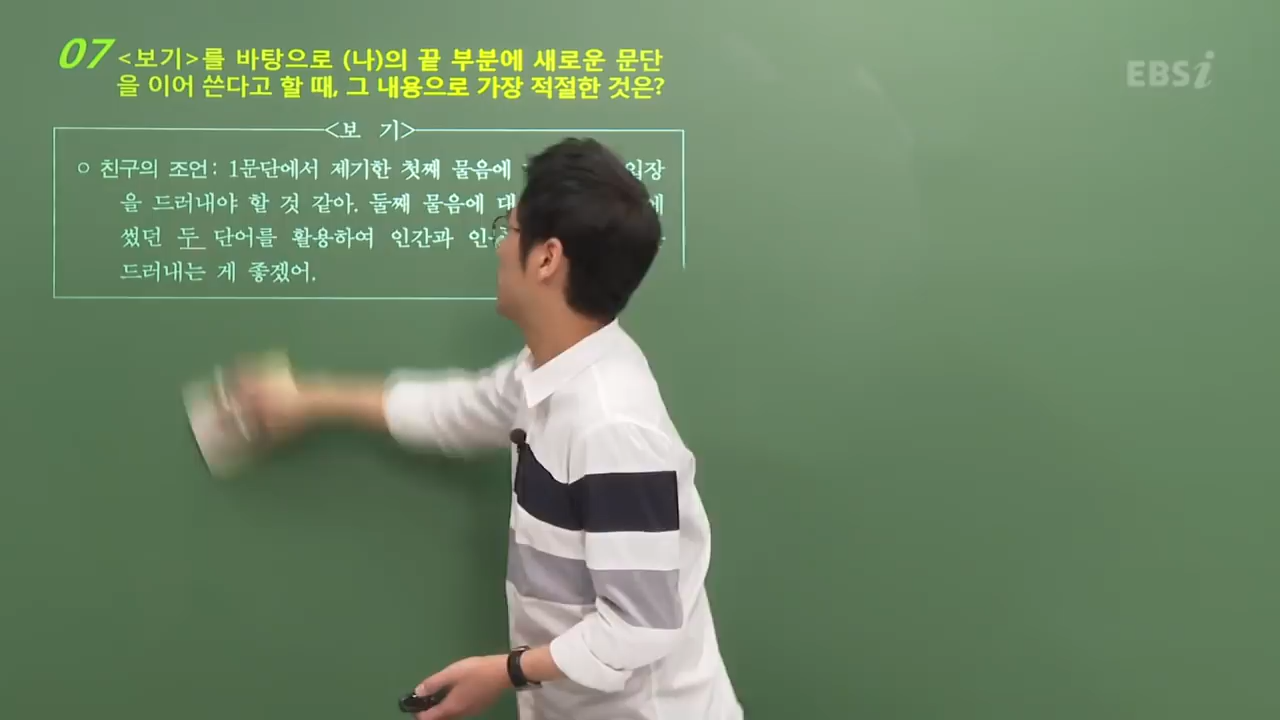 07 <보기>를 바탕으로 (나)의 끝 부분에 새로운 문단
을 이어 쓴다고 할 때, 그 내용으로 가장 적절한 것은?
EBSi
<보 기>
○ 친구의 조언: 1문단에서 제기한 첫째 물음에 입장
을 드러내야 할 것 같아. 둘째 물음에
썼던 두 단어를 활용하여 인간과
드러내는 게 좋겠어.